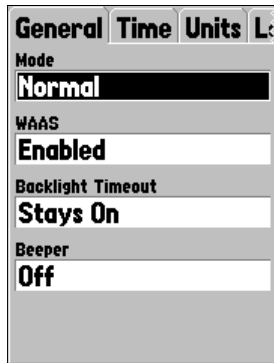 General Time Units
Mode
Normal
WAAS
Enabled
Backlight Timeout
Stays On
Beeper
Off